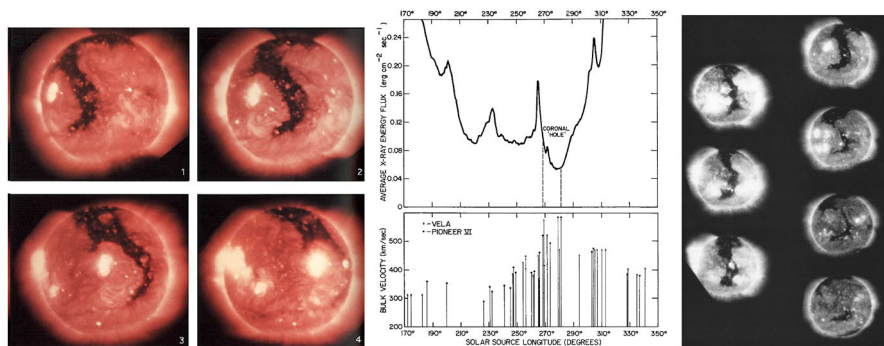 1
2
3
4
170° 190° 210° 230° 250° 270° 290° 310° 330° 350°
0.24
0.20
0.16
0.12
0.08
0.04
0
AVERAGE X-RAY ENERGY FLUX (erg cm⁻² sec⁻¹)
CORONAL
"HOLE"
VELA
PIONEER VI
500
400
300
200
BULK VELOCITY (km/sec)
170° 190° 210° 230° 250° 270° 290° 310° 330° 350°
SOLAR SOURCE LONGITUDE (DEGREES)